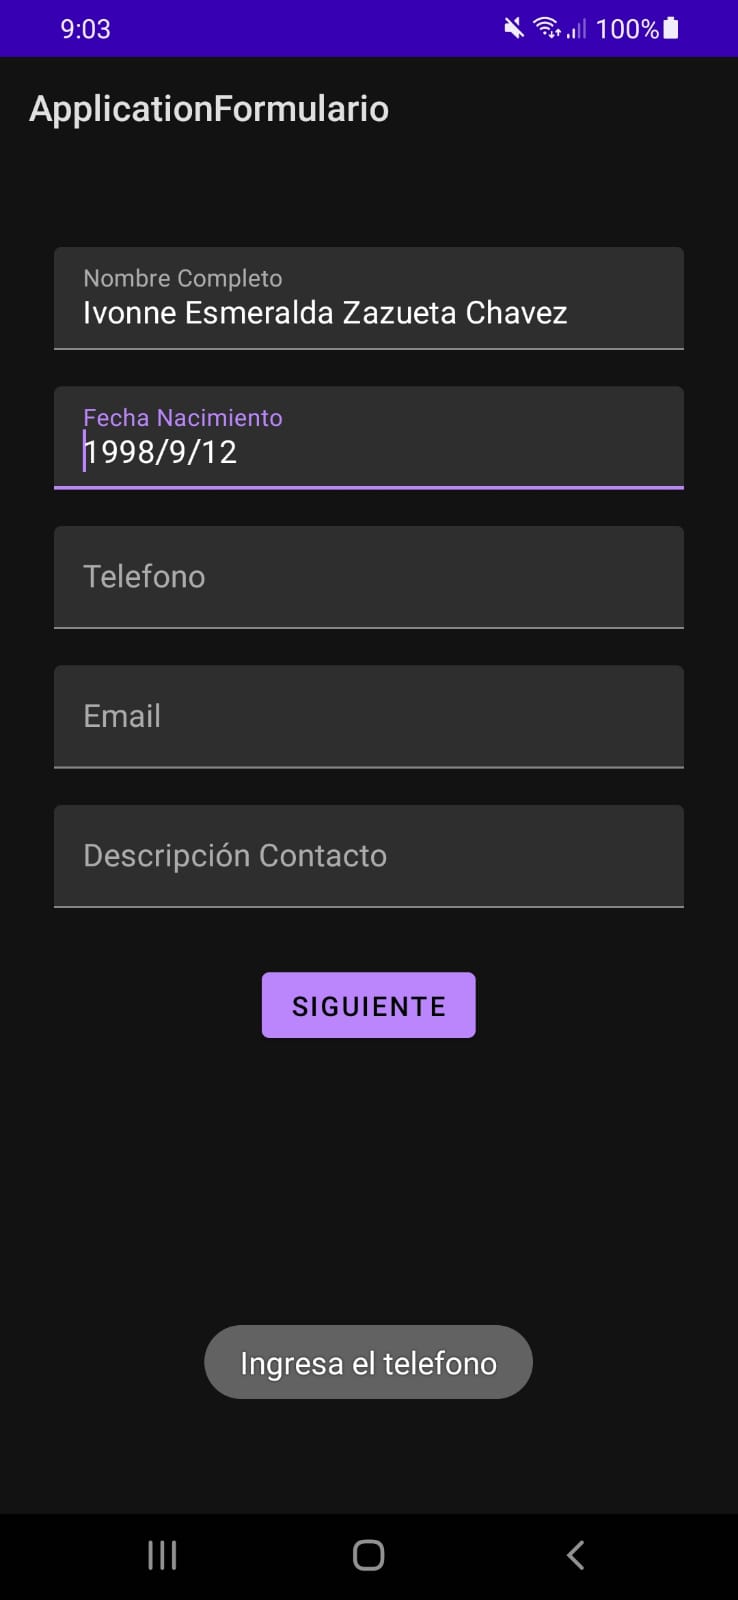 9:03 100%
ApplicationFormulario
Nombre Completo
Ivonne Esmeralda Zazueta Chavez
Fecha Nacimiento
1998/9/12
Telefono
Email
Descripción Contacto
SIGUIENTE
Ingresa el telefono